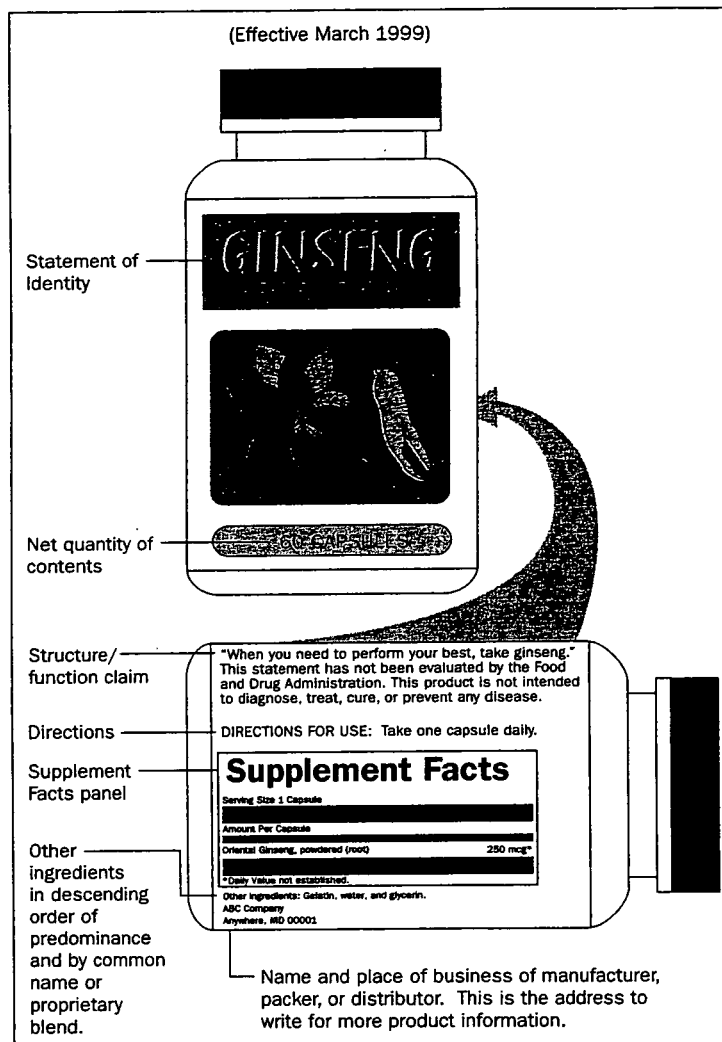 (Effective March 1999)
GINSENG
Statement of
Identity
Net quantity of
contents
60 CAPSULES
Structure/
function claim
"When you need to perform your best, take ginseng."
This statement has not been evaluated by the Food
and Drug Administration. This product is not intended
to diagnose, treat, cure, or prevent any disease.
Directions
DIRECTIONS FOR USE: Take one capsule daily.
Supplement
Facts panel
Supplement Facts
Serving Size 1 Capsule
Amount Per Capsule
Oriental Ginseng, powdered (root) 250 mcg*
*Daily Value not established.
Other
ingredients
in descending
order of
predominance
and by common
name or
proprietary
blend.
Other ingredients: Gelatin, water, and glycerin.
ABC Company
Anywhere, MD 00001
Name and place of business of manufacturer,
packer, or distributor. This is the address to
write for more product information.